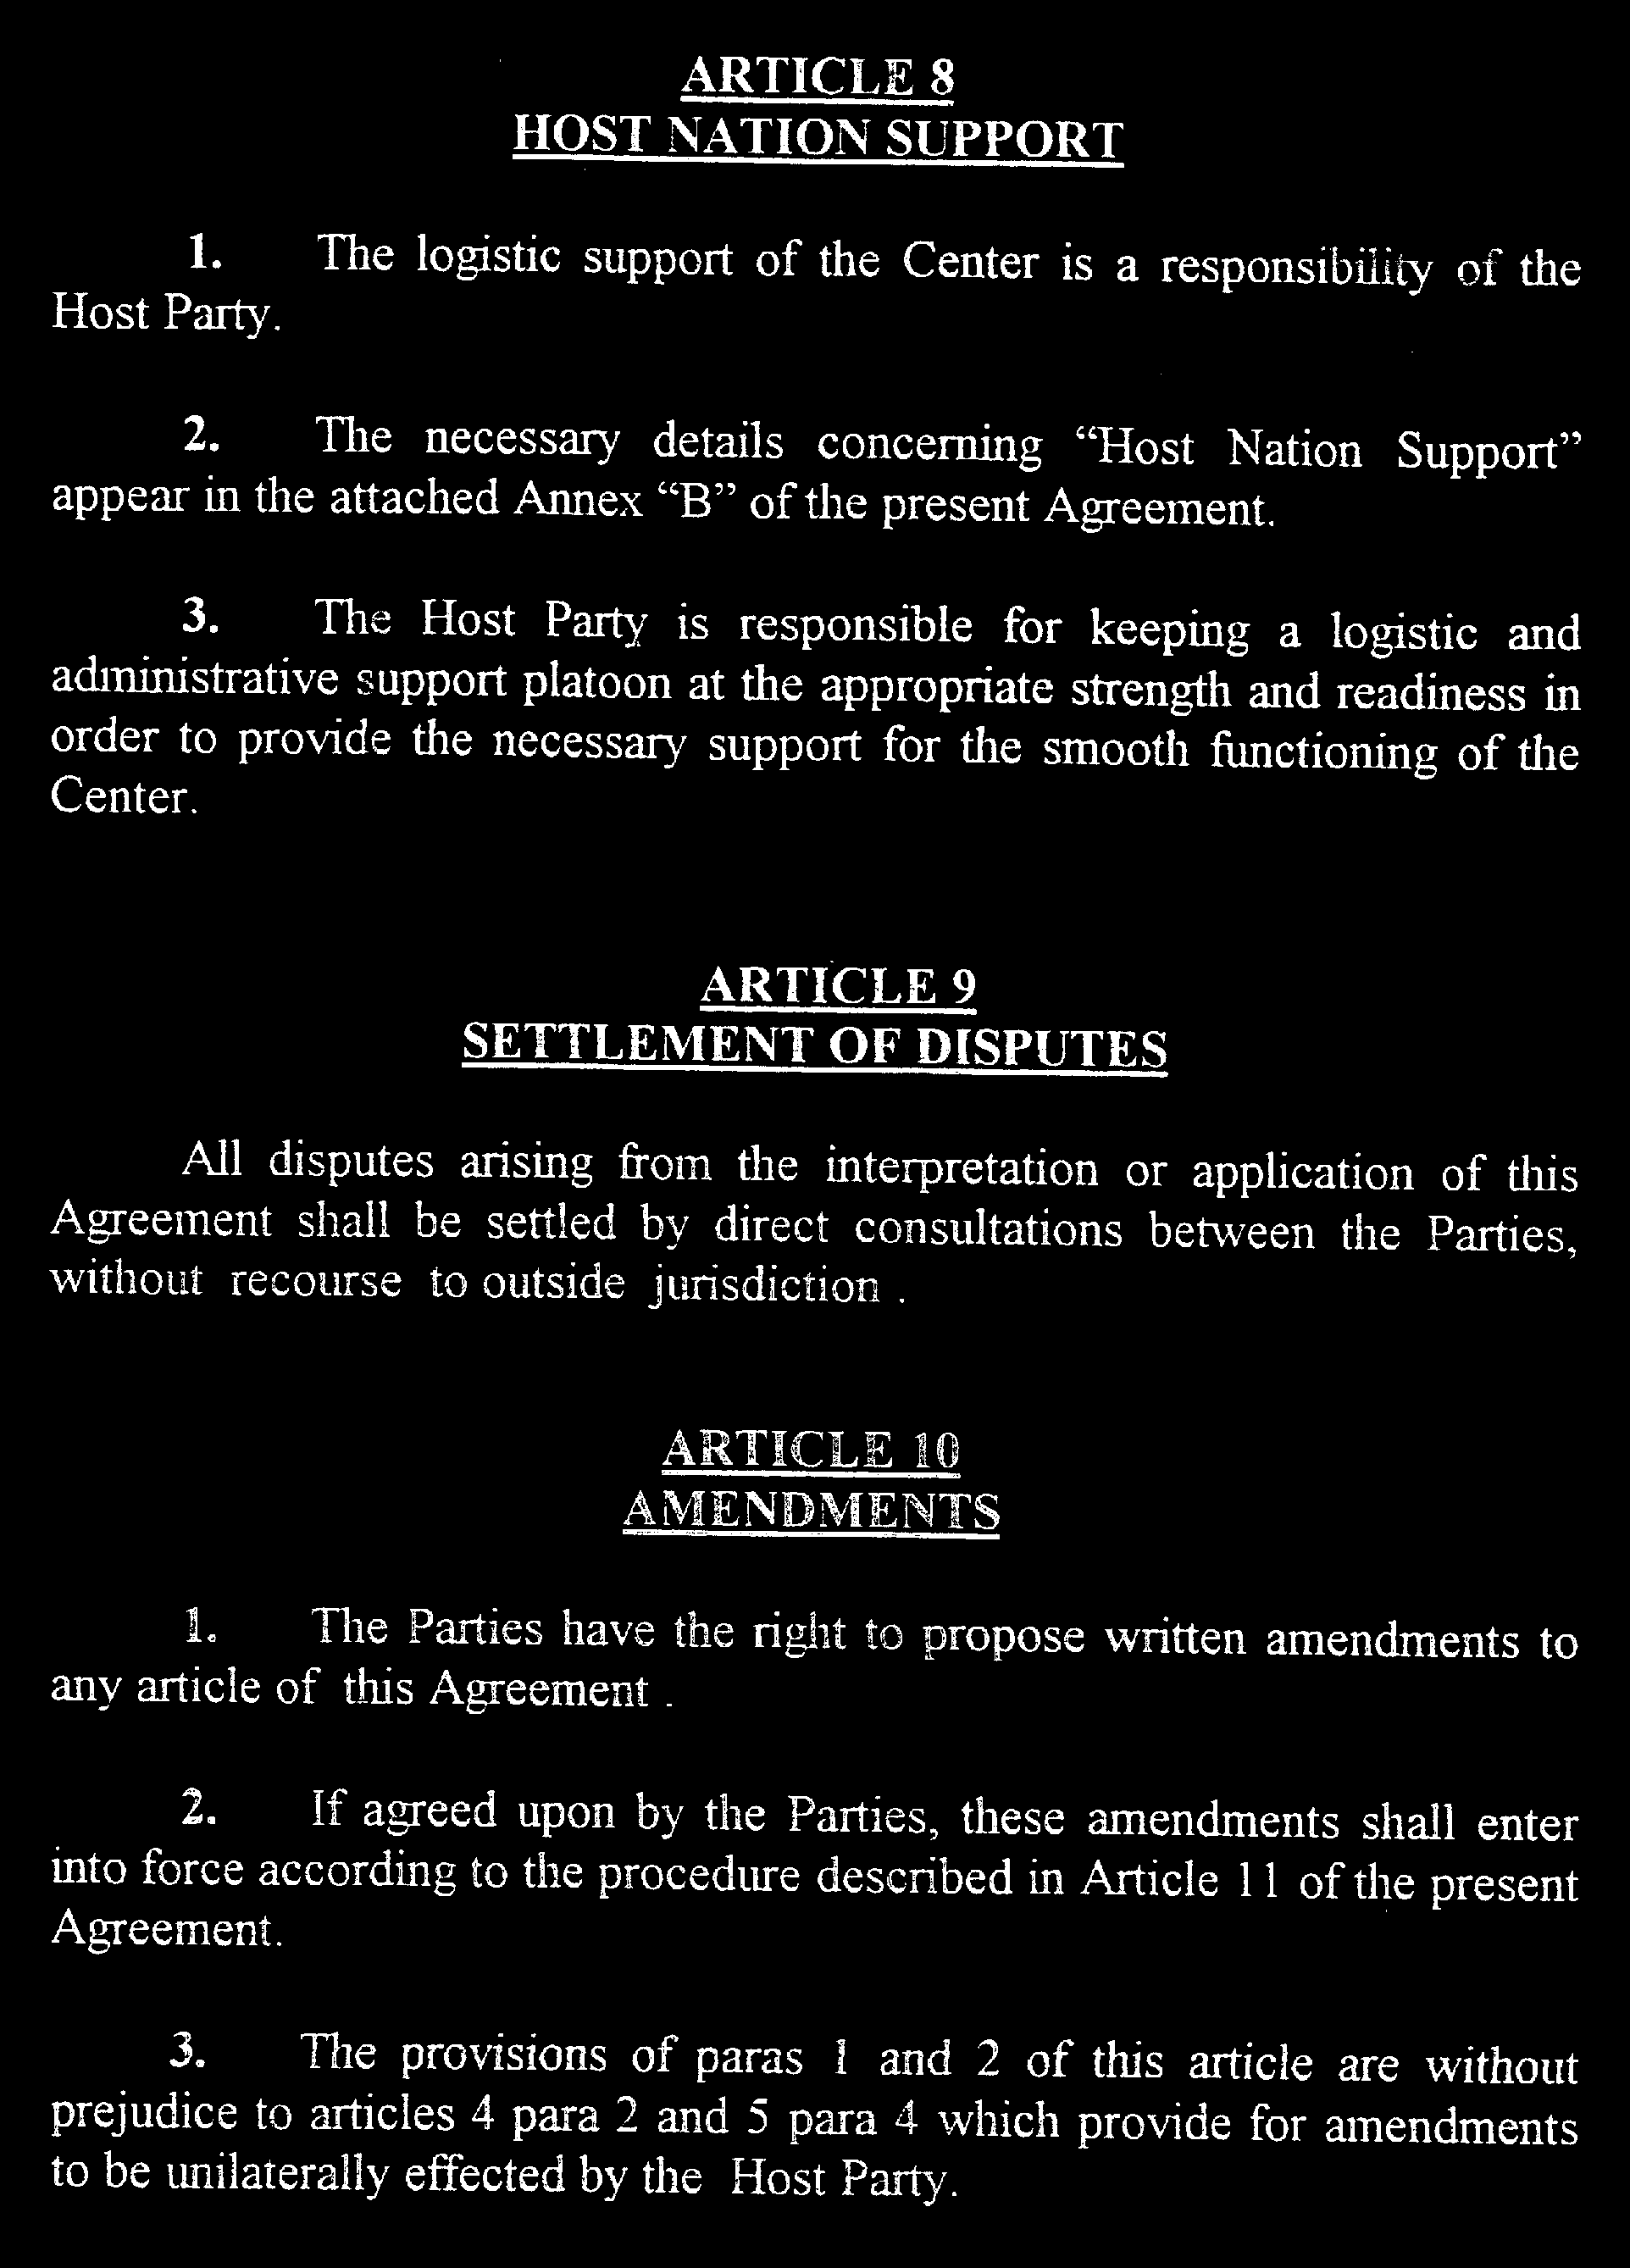 ARTICLE 8
HOST NATION SUPPORT
1. The logistic support of the Center is a responsibility of the
Host Party.
2. The necessary details concerning “Host Nation Support”
appear in the attached Annex “B” of the present Agreement.
3. The Host Party is responsible for keeping a logistic and
administrative support platoon at the appropriate strength and readiness in
order to provide the necessary support for the smooth functioning of the
Center.
ARTICLE 9
SETTLEMENT OF DISPUTES
All disputes arising from the interpretation or application of this
Agreement shall be settled by direct consultations between the Parties,
without recourse to outside jurisdiction .
ARTICLE 10
AMENDMENTS
1. The Parties have the right to propose written amendments to
any article of this Agreement .
2. If agreed upon by the Parties, these amendments shall enter
into force according to the procedure described in Article 11 of the present
Agreement.
3. The provisions of paras 1 and 2 of this article are without
prejudice to articles 4 para 2 and 5 para 4 which provide for amendments
to be unilaterally effected by the Host Party.